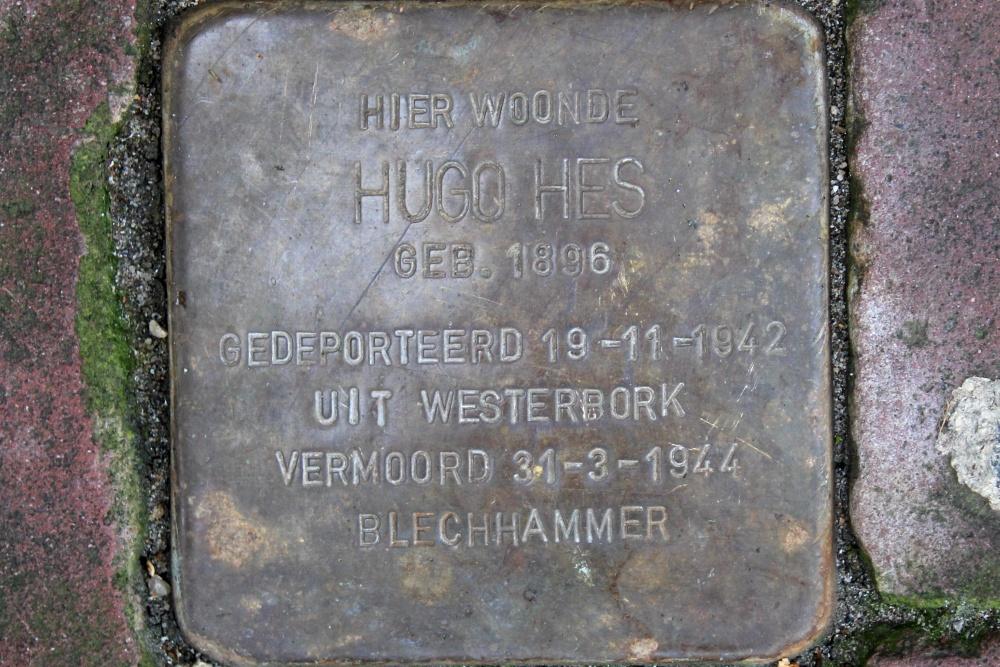 HIER WOONDE
HUGO HES
GEB. 1896
GEDEPORTEERD 19-11-1942
UIT WESTERBORK
VERMOORD 31-3-1944
BLECHHAMMER